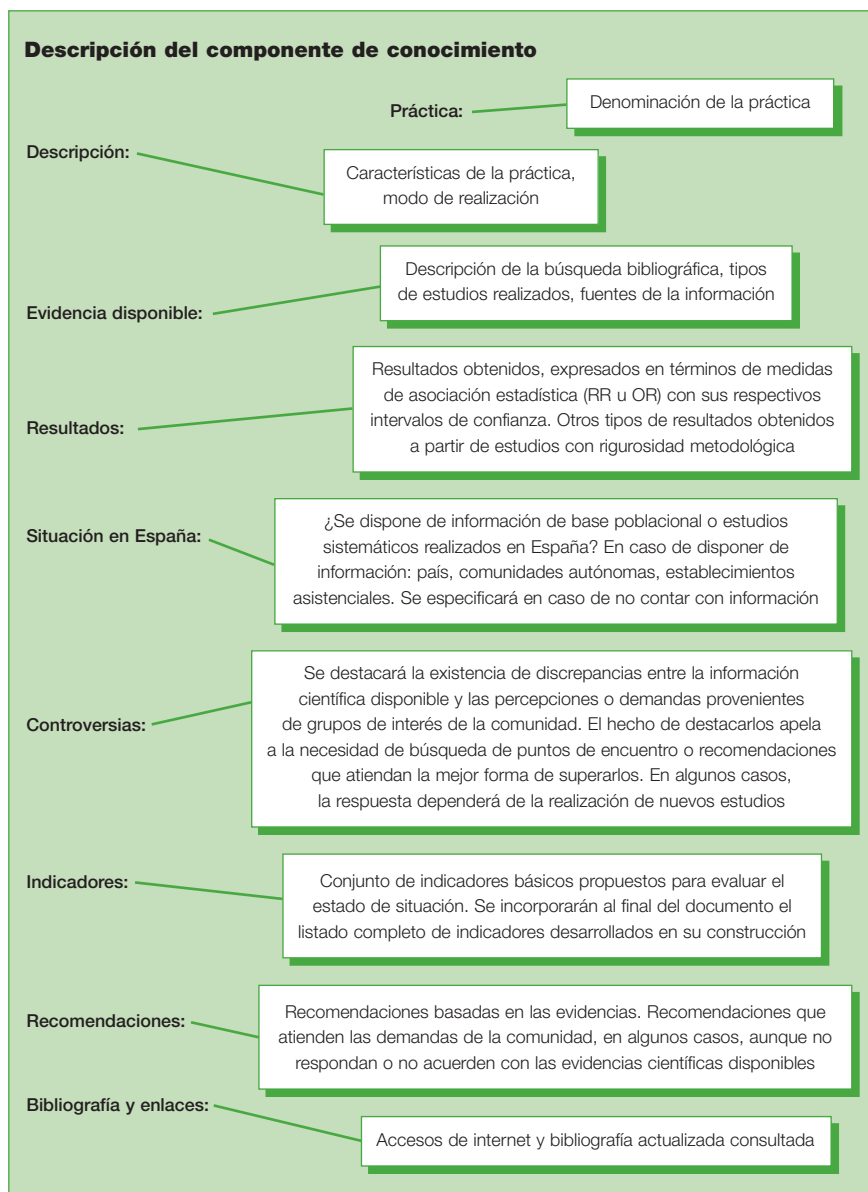 Descripción del componente de conocimiento
Práctica:
Denominación de la práctica
Descripción:
Características de la práctica,
modo de realización
Evidencia disponible:
Descripción de la búsqueda bibliográfica, tipos
de estudios realizados, fuentes de la información
Resultados:
Resultados obtenidos, expresados en términos de medidas
de asociación estadística (RR u OR) con sus respectivos
intervalos de confianza. Otros tipos de resultados obtenidos
a partir de estudios con rigurosidad metodológica
Situación en España:
¿Se dispone de información de base poblacional o estudios
sistemáticos realizados en España? En caso de disponer de
información: país, comunidades autónomas, establecimientos
asistenciales. Se especificará en caso de no contar con información
Controversias:
Se destacará la existencia de discrepancias entre la información
científica disponible y las percepciones o demandas provenientes
de grupos de interés de la comunidad. El hecho de destacarlos apela
a la necesidad de búsqueda de puntos de encuentro o recomendaciones
que atiendan la mejor forma de superarlos. En algunos casos,
la respuesta dependerá de la realización de nuevos estudios
Indicadores:
Conjunto de indicadores básicos propuestos para evaluar el
estado de situación. Se incorporarán al final del documento el
listado completo de indicadores desarrollados en su construcción
Recomendaciones:
Recomendaciones basadas en las evidencias. Recomendaciones que
atienden las demandas de la comunidad, en algunos casos, aunque no
respondan o no acuerden con las evidencias científicas disponibles
Bibliografía y enlaces:
Accesos de internet y bibliografía actualizada consultada